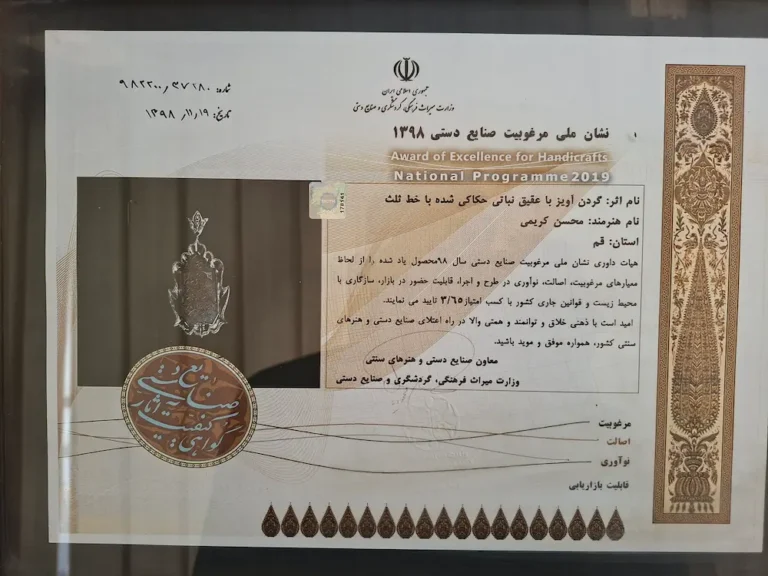 جمهوری اسلامی ایران
وزارت میراث فرهنگی، گردشگری و صنایع دستی
شماره: ۹۸۲۲۰۰٫۳۷۱۸۰
تاریخ: ۱۳۹۸٫۱۱٫۱۹
نشان ملی مرغوبیت صنایع دستی ۱۳۹۸
Award of Excellence for Handicrafts
National Programme 2019
نام اثر: گردن آویز با عقیق نباتی حکاکی شده با خط ثلث
نام هنرمند: محسن کریمی
استان: قم
هیات داوری نشان ملی مرغوبیت صنایع دستی سال ۹۸ محصول یاد شده را از لحاظ
معیارهای مرغوبیت، اصالت، نوآوری در طرح و اجرا، قابلیت حضور در بازار، سازگاری با
محیط زیست و قوانین جاری کشور با کسب امتیاز ۳/۶۵ تایید می نمایند.
امید است با ذهنی خلاق و توانمند و همتی والا در راه اعتلای صنایع دستی و هنرهای
سنتی کشور، همواره موفق و موید باشید.
معاون صنایع دستی و هنرهای سنتی
وزارت میراث فرهنگی، گردشگری و صنایع دستی
مرغوبیت
اصالت
نوآوری
قابلیت بازاریابی